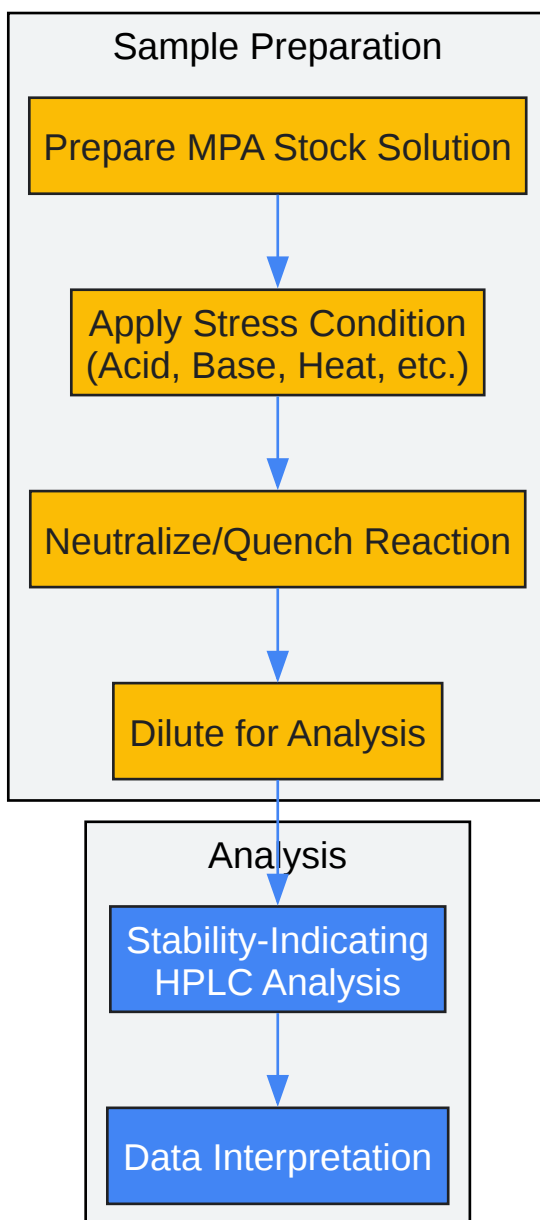 Sample Preparation
Prepare MPA Stock Solution
Apply Stress Condition
(Acid, Base, Heat, etc.)
Neutralize/Quench Reaction
Dilute for Analysis
Analysis
Stability-Indicating
HPLC Analysis
Data Interpretation